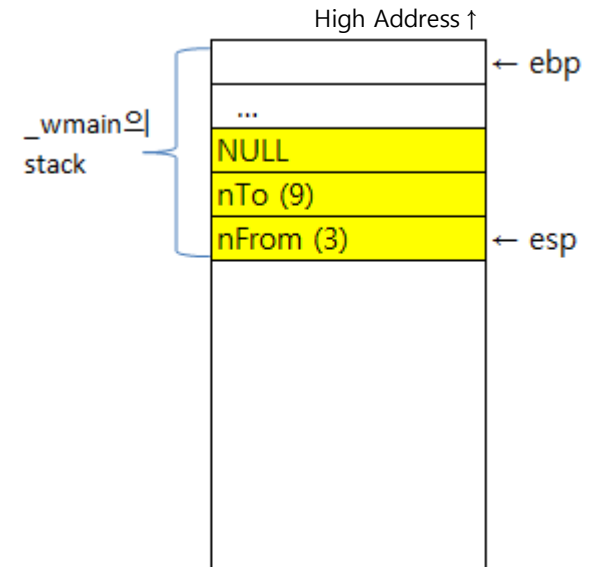 High Address ↑
← ebp
...
_wmain의
stack
NULL
nTo (9)
nFrom (3)
← esp